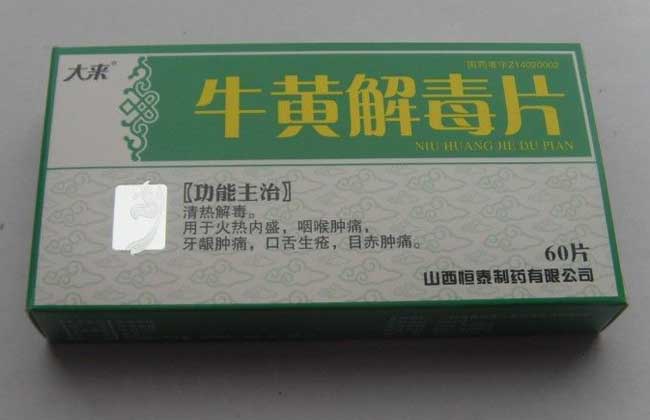 大来®
国药准字Z14020002
牛黄解毒片
NIU HUANG JIE DU PIAN
〖功能主治〗
清热解毒。
用于火热内盛，咽喉肿痛，
牙龈肿痛，口舌生疮，目赤肿痛。
60片
山西恒泰制药有限公司